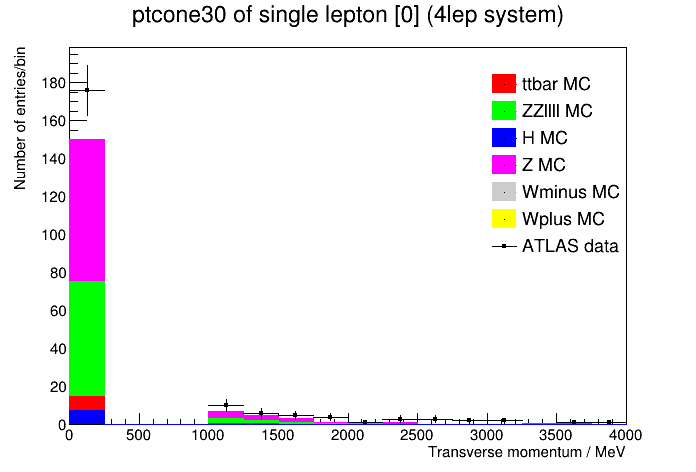 ptcone30 of single lepton [0] (4lep system)
Number of entries/bin
180
160
140
120
100
80
60
40
20
0
ttbar MC
ZZllll MC
H MC
Z MC
Wminus MC
Wplus MC
ATLAS data
0 500 1000 1500 2000 2500 3000 3500 4000
Transverse momentum / MeV